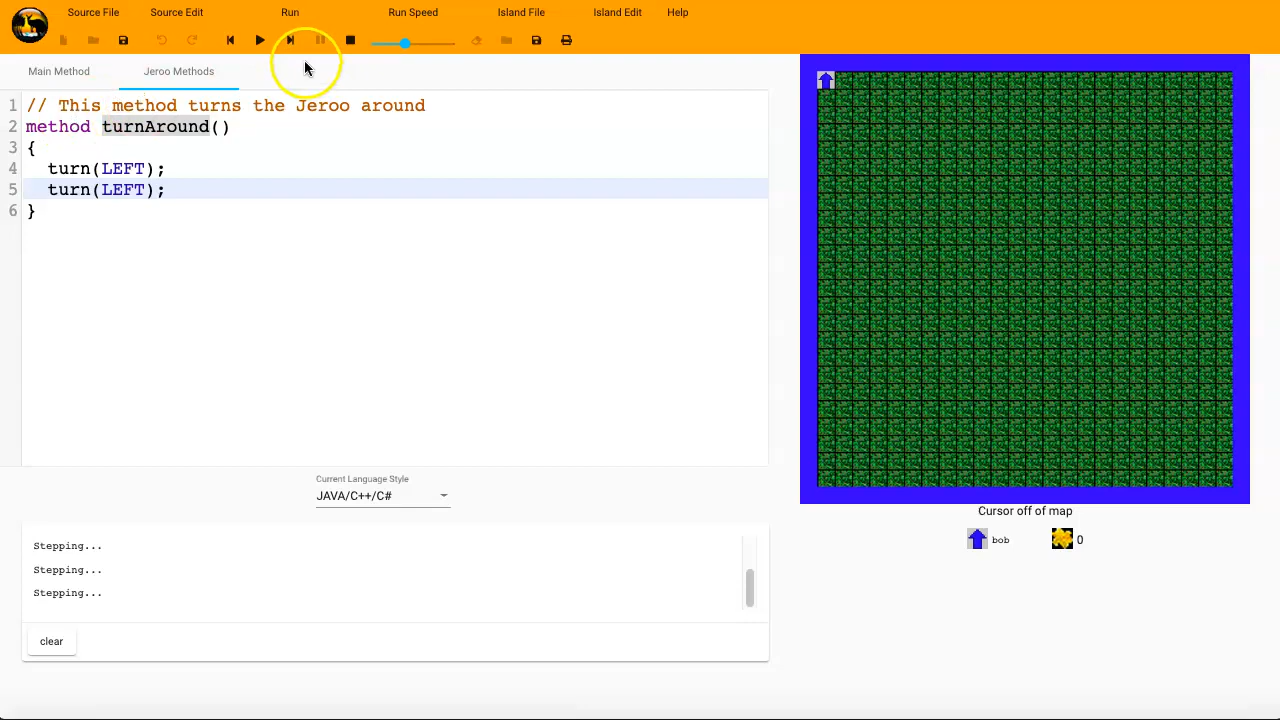 Source File Source Edit Run Run Speed Island File Island Edit Help
Main Method Jeroo Methods
1 // This method turns the Jeroo around
2 method turnAround()
3 {
4 turn(LEFT);
5 turn(LEFT);
6 }
Current Language Style
JAVA/C++/C#
Stepping...
Stepping...
Stepping...
clear
Cursor off of map
bob 0